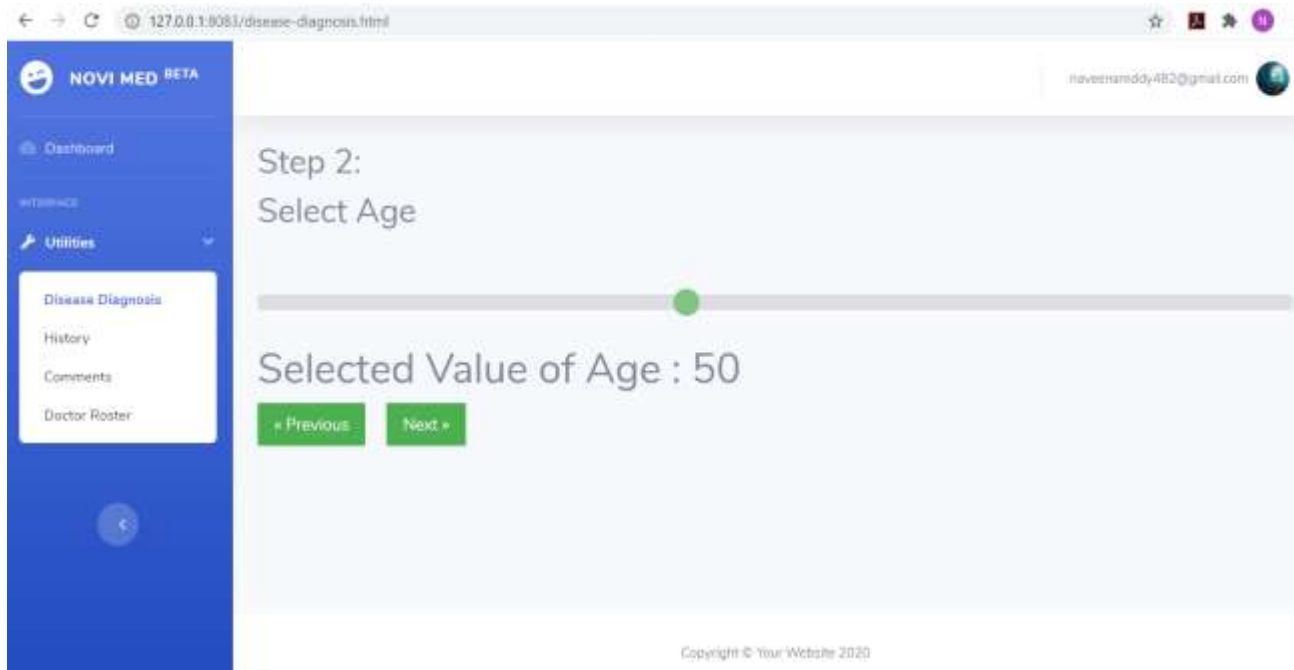 127.0.0.1:8083/disease-diagnosis.html
N
NOVI MED BETA
Dashboard
INTERFACE
Utilities
Disease Diagnosis
History
Comments
Doctor Roster
Step 2:
Select Age
Selected Value of Age : 50
« Previous
Next »
Copyright © Your Website 2020